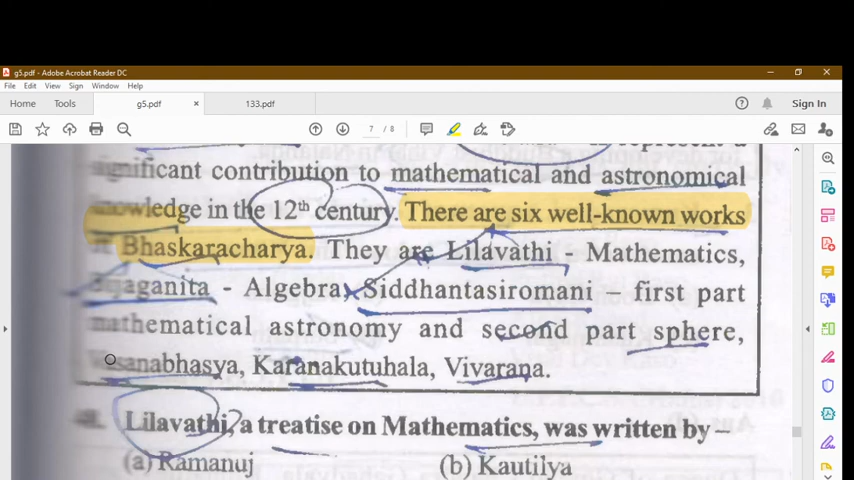 g5.pdf - Adobe Acrobat Reader DC
File Edit View Sign Window Help
Home Tools g5.pdf × 133.pdf Sign In
7 / 8
significant contribution to mathematical and astronomical
knowledge in the 12th century. There are six well-known works
Bhaskaracharya. They are Lilavathi - Mathematics,
Bijaganita - Algebra, Siddhantasiromani – first part
mathematical astronomy and second part sphere,
Vasanabhasya, Karanakutuhala, Vivarana.
Lilavathi, a treatise on Mathematics, was written by –
(a) Ramanuj (b) Kautilya